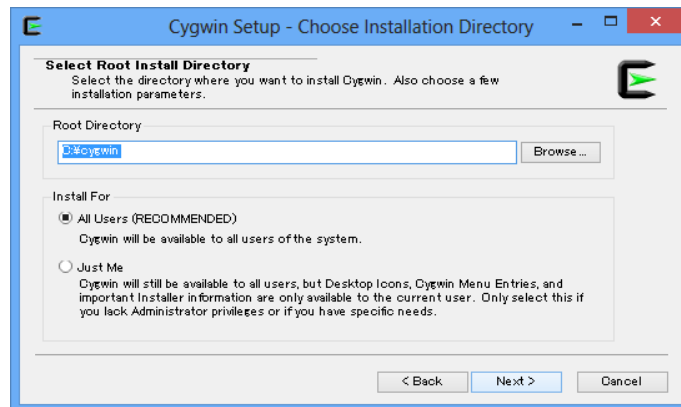 Cygwin Setup - Choose Installation Directory
Select Root Install Directory
Select the directory where you want to install Cygwin. Also choose a few
installation parameters.
Root Directory
C:¥cygwin
Browse...
Install For
All Users (RECOMMENDED)
Cygwin will be available to all users of the system.
Just Me
Cygwin will still be available to all users, but Desktop Icons, Cygwin Menu Entries, and
important Installer information are only available to the current user. Only select this if
you lack Administrator privileges or if you have specific needs.
< Back
Next >
Cancel